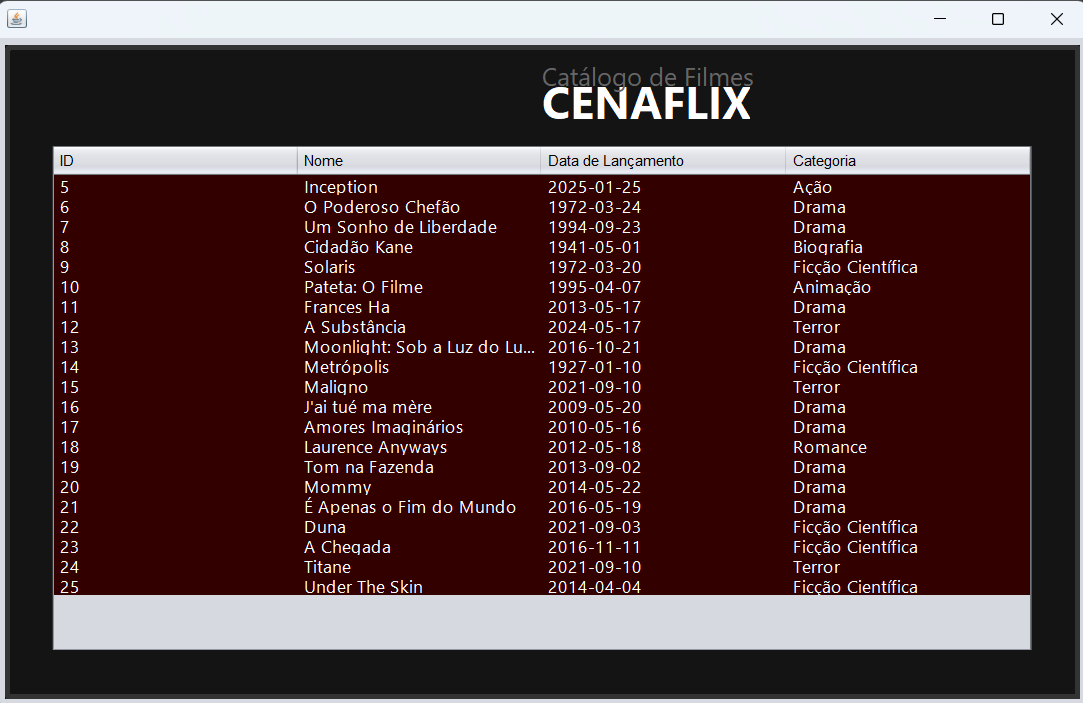 Catálogo de Filmes
CENAFLIX
ID Nome Data de Lançamento Categoria
5 Inception 2025-01-25 Ação
6 O Poderoso Chefão 1972-03-24 Drama
7 Um Sonho de Liberdade 1994-09-23 Drama
8 Cidadão Kane 1941-05-01 Biografia
9 Solaris 1972-03-20 Ficção Científica
10 Pateta: O Filme 1995-04-07 Animação
11 Frances Ha 2013-05-17 Drama
12 A Substância 2024-05-17 Terror
13 Moonlight: Sob a Luz do Lu... 2016-10-21 Drama
14 Metrópolis 1927-01-10 Ficção Científica
15 Maligno 2021-09-10 Terror
16 J'ai tué ma mère 2009-05-20 Drama
17 Amores Imaginários 2010-05-16 Drama
18 Laurence Anyways 2012-05-18 Romance
19 Tom na Fazenda 2013-09-02 Drama
20 Mommy 2014-05-22 Drama
21 É Apenas o Fim do Mundo 2016-05-19 Drama
22 Duna 2021-09-03 Ficção Científica
23 A Chegada 2016-11-11 Ficção Científica
24 Titane 2021-09-10 Terror
25 Under The Skin 2014-04-04 Ficção Científica